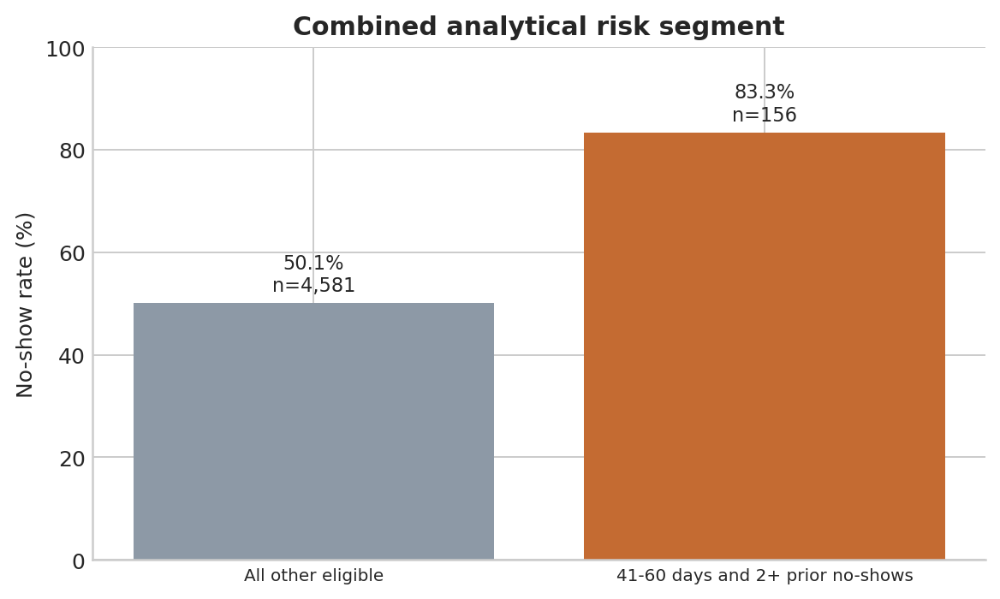 Combined analytical risk segment
No-show rate (%)
100
80
60
40
20
0
50.1%
n=4,581
83.3%
n=156
All other eligible
41-60 days and 2+ prior no-shows